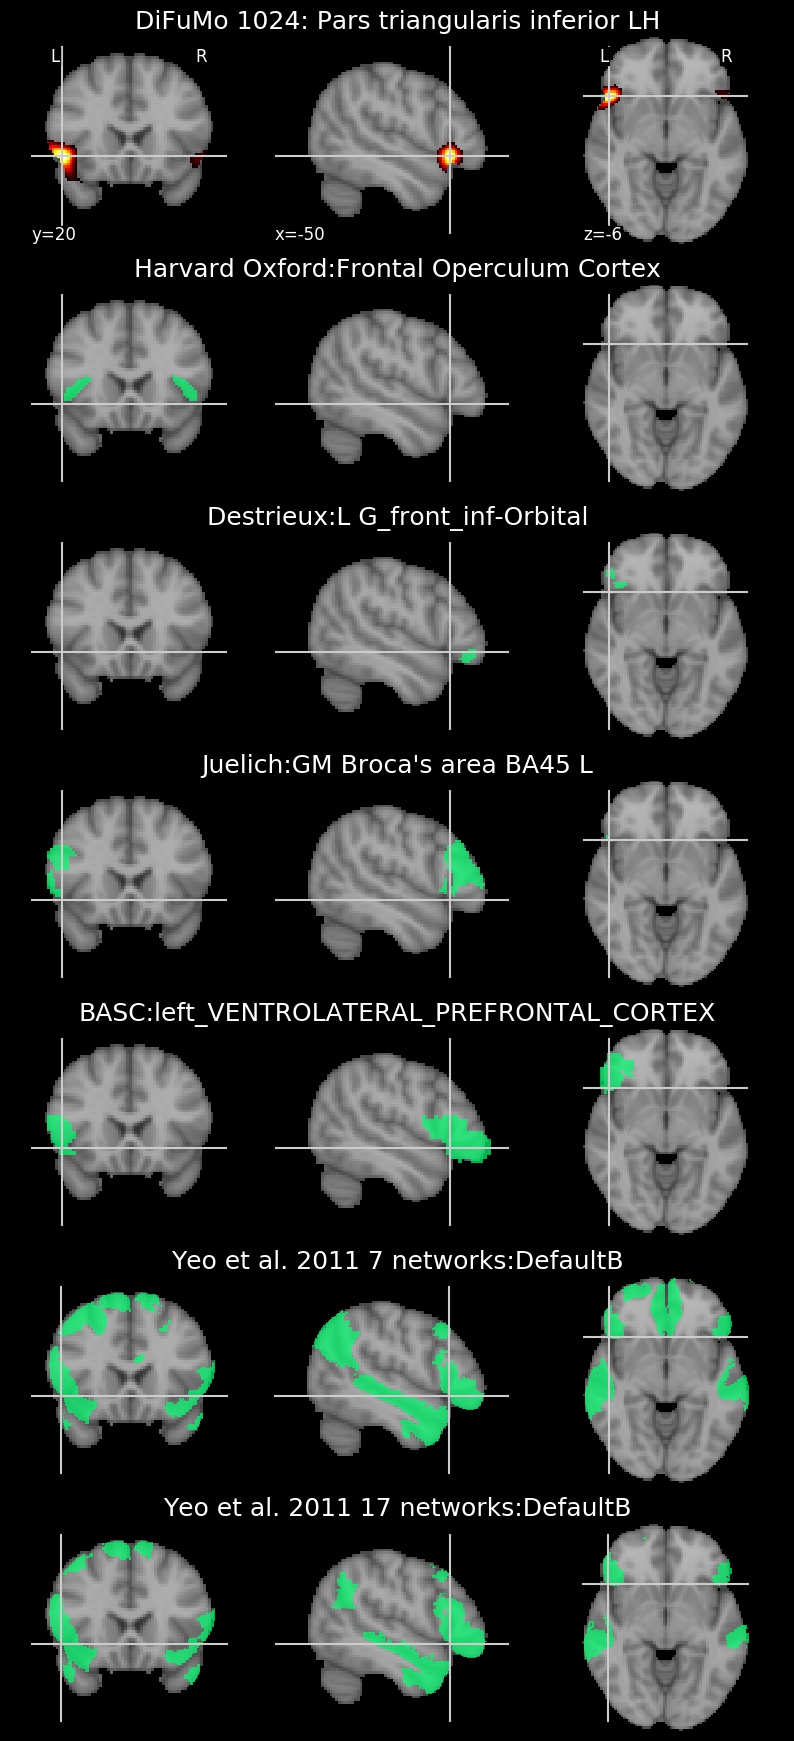 DiFuMo 1024: Pars triangularis inferior LH
L R L R
y=20 x=-50 z=-6
Harvard Oxford:Frontal Operculum Cortex
Destrieux:L G_front_inf-Orbital
Juelich:GM Broca's area BA45 L
BASC:left_VENTROLATERAL_PREFRONTAL_CORTEX
Yeo et al. 2011 7 networks:DefaultB
Yeo et al. 2011 17 networks:DefaultB